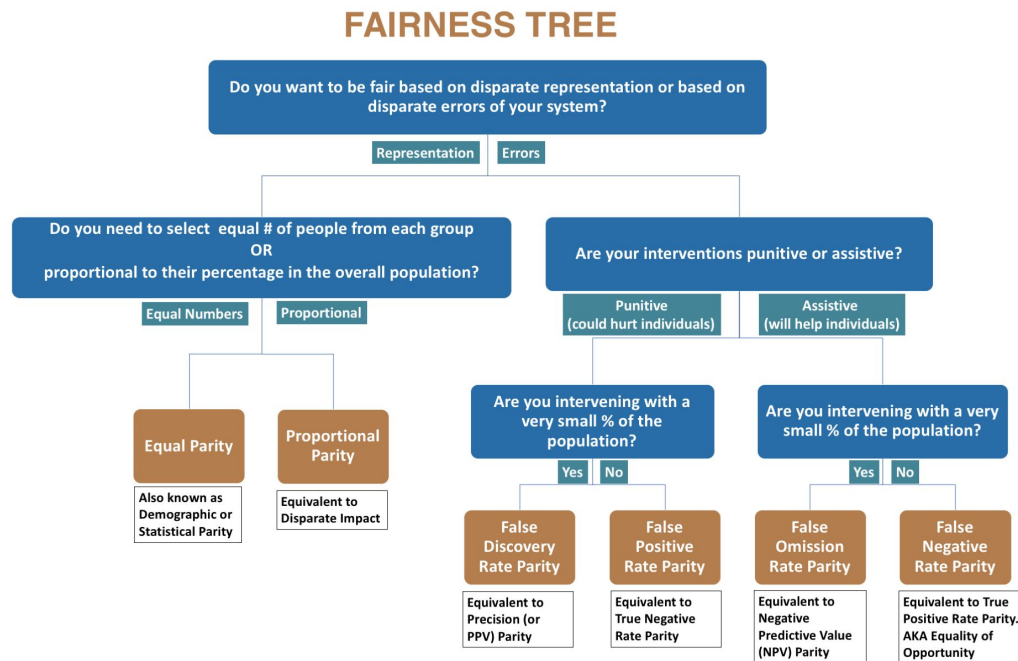 FAIRNESS TREE
Do you want to be fair based on disparate representation or based on
disparate errors of your system?
Representation
Errors
Do you need to select equal # of people from each group
OR
proportional to their percentage in the overall population?
Are your interventions punitive or assistive?
Equal Numbers
Proportional
Punitive
(could hurt individuals)
Assistive
(will help individuals)
Equal Parity
Proportional
Parity
Are you intervening with a
very small % of the
population?
Are you intervening with a very
small % of the population?
Also known as
Demographic or
Statistical Parity
Equivalent to
Disparate Impact
Yes
No
Yes
No
False
Discovery
Rate Parity
False
Positive
Rate Parity
False
Omission
Rate Parity
False
Negative
Rate Parity
Equivalent to
Precision (or
PPV) Parity
Equivalent to
True Negative
Rate Parity
Equivalent to
Negative
Predictive Value
(NPV) Parity
Equivalent to True
Positive Rate Parity.
AKA Equality of
Opportunity